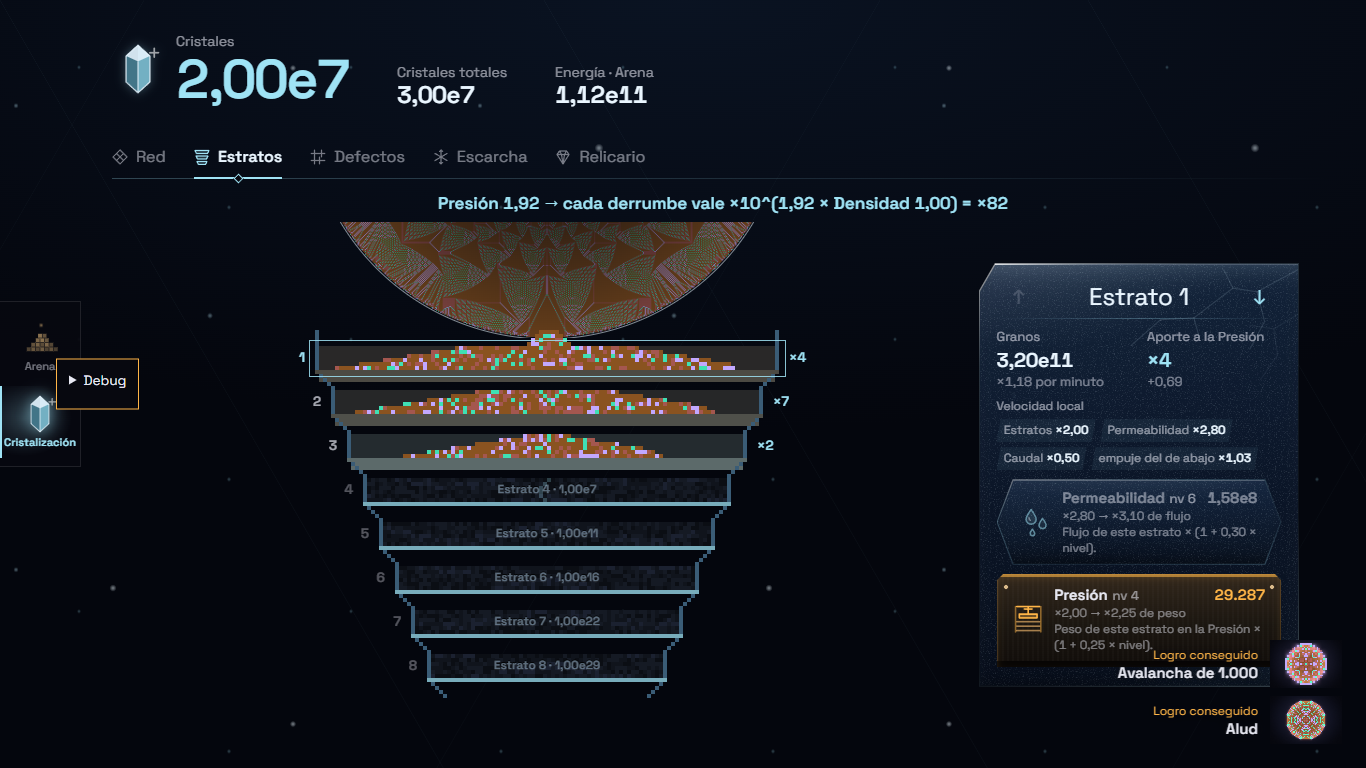 Cristales
2,00e7
Cristales totales
3,00e7
Energía · Arena
1,12e11
Red
Estratos
Defectos
Escarcha
Relicario
Presión 1,92 → cada derrumbe vale ×10^(1,92 × Densidad 1,00) = ×82
1
×4
2
×7
3
×2
4
Estrato 4 · 1,00e7
5
Estrato 5 · 1,00e11
6
Estrato 6 · 1,00e16
7
Estrato 7 · 1,00e22
8
Estrato 8 · 1,00e29
Arena
▶ Debug
Cristalización
↑ Estrato 1 ↓
Granos
3,20e11
×1,18 por minuto
Aporte a la Presión
×4
+0,69
Velocidad local
Estratos ×2,00
Permeabilidad ×2,80
Caudal ×0,50
empuje del de abajo ×1,03
Permeabilidad nv 6 1,58e8
×2,80 → ×3,10 de flujo
Flujo de este estrato × (1 + 0,30 ×
nivel).
Presión nv 4 29.287
×2,00 → ×2,25 de peso
Peso de este estrato en la Presión ×
(1 + 0,25 × nivel).
Logro conseguido
Avalancha de 1.000
Logro conseguido
Alud